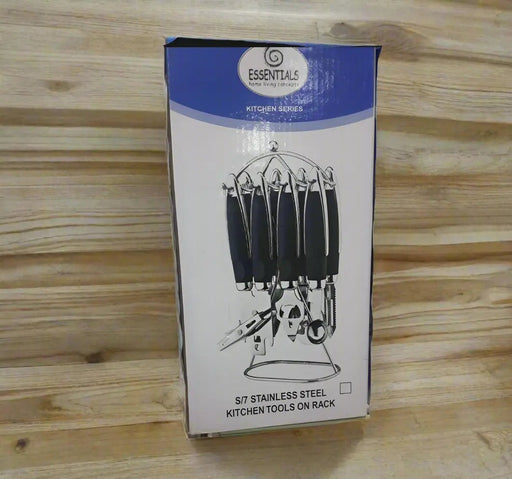 ESSENTIALS
home living concepts
KITCHEN SERIES
S/7 STAINLESS STEEL
KITCHEN TOOLS ON RACK